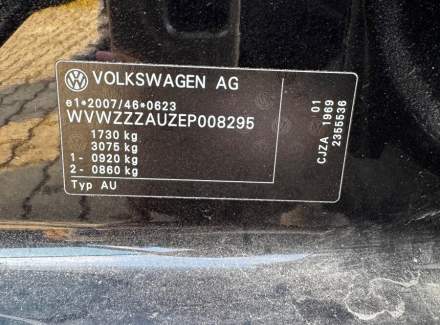 VOLKSWAGEN AG
e1*2007/46*0623
WVWZZZAUZEP008295
1730 kg
3075 kg
1- 0920 kg
2- 0860 kg
Typ AU
01
CJZA 1969
2355536